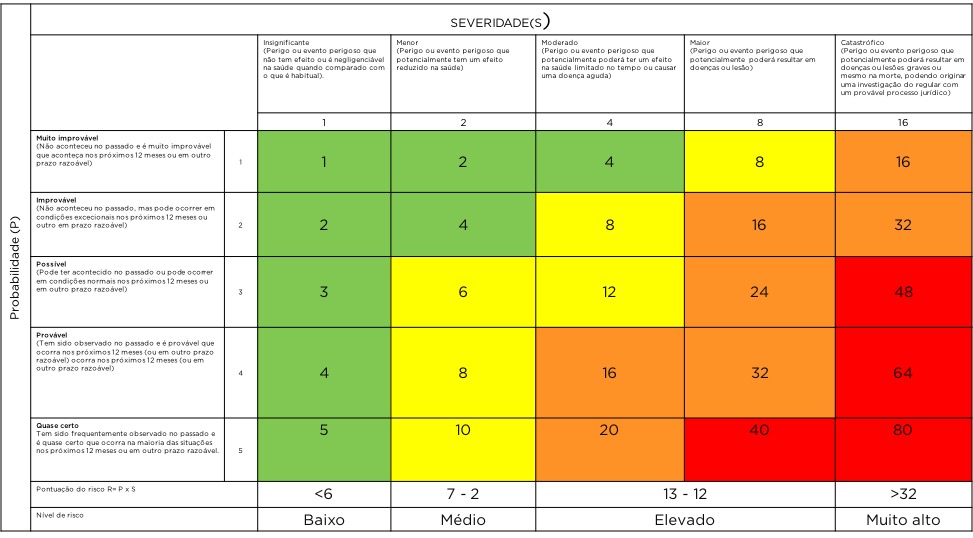 SEVERIDADE(S)
Insignificante
(Perigo ou evento perigoso que
não tem efeito ou é negligenciável
na saúde quando comparado com
o que é habitual).
Menor
(Perigo ou evento perigoso que
potencialmente tem um efeito
reduzido na saúde)
Moderado
(Perigo ou evento perigoso que
potencialmente poderá ter um efeito
na saúde limitado no tempo ou causar
uma doença aguda)
Maior
(Perigo ou evento perigoso que
potencialmente poderá resultar em
doenças ou lesão)
Catastrófico
(Perigo ou evento perigoso que
potencialmente poderá resultar em
doenças ou lesões graves ou
mesmo na morte, podendo originar
uma investigação do regular com
um provável processo jurídico)
1 2 4 8 16
Probabilidade (P)
Muito improvável
(Não aconteceu no passado e é muito improvável
que aconteça nos próximos 12 meses ou em outro
prazo razoável)
1 1 2 4 8 16
Improvável
(Não aconteceu no passado, mas pode ocorrer em
condições excecionais nos próximos 12 meses ou
outro em prazo razoável)
2 2 4 8 16 32
Possível
(Pode ter acontecido no passado ou pode ocorrer
em condições normais nos próximos 12 meses ou
em outro prazo razoável)
3 3 6 12 24 48
Provável
(Tem sido observado no passado e é provável que
ocorra nos próximos 12 meses (ou em outro prazo
razoável) ocorra nos próximos 12 meses (ou em
outro prazo razoável)
4 4 8 16 32 64
Quase certo
Tem sido frequentemente observado no passado e
é quase certo que ocorra na maioria das situações
nos próximos 12 meses ou em outro prazo razoável.
5 5 10 20 40 80
Pontuação do risco R= P x S <6 7 - 2 13 - 12 >32
Nível de risco Baixo Médio Elevado Muito alto